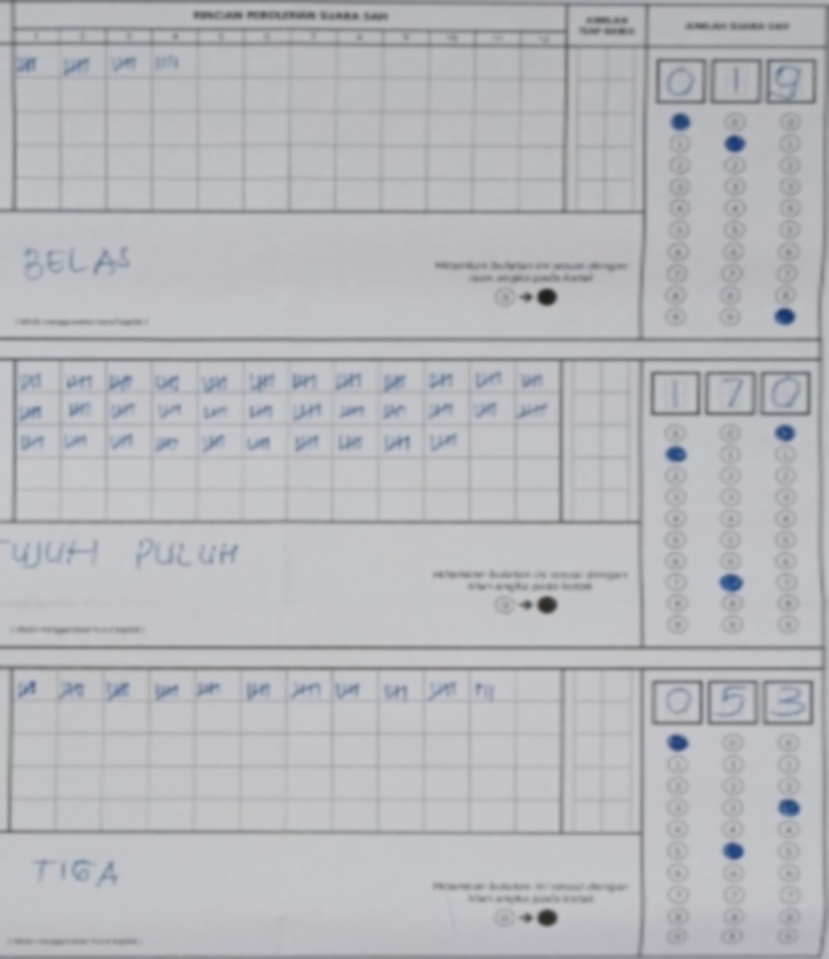 RINCIAN PEROLEHAN SUARA SAH
JUMLAH
TIAP BARIS
JUMLAH SUARA SAH
1 2 3 4 5 6 7 8 9 10 11 12
0 1 9
BELAS
Hitamkan bulatan ini sesuai dengan
isian angka pada kotak
( ditulis menggunakan huruf kapital )
1 7 0
TUJUH PULUH
Hitamkan bulatan ini sesuai dengan
isian angka pada kotak
( ditulis menggunakan huruf kapital )
0 5 3
TIGA
Hitamkan bulatan ini sesuai dengan
isian angka pada kotak
( ditulis menggunakan huruf kapital )